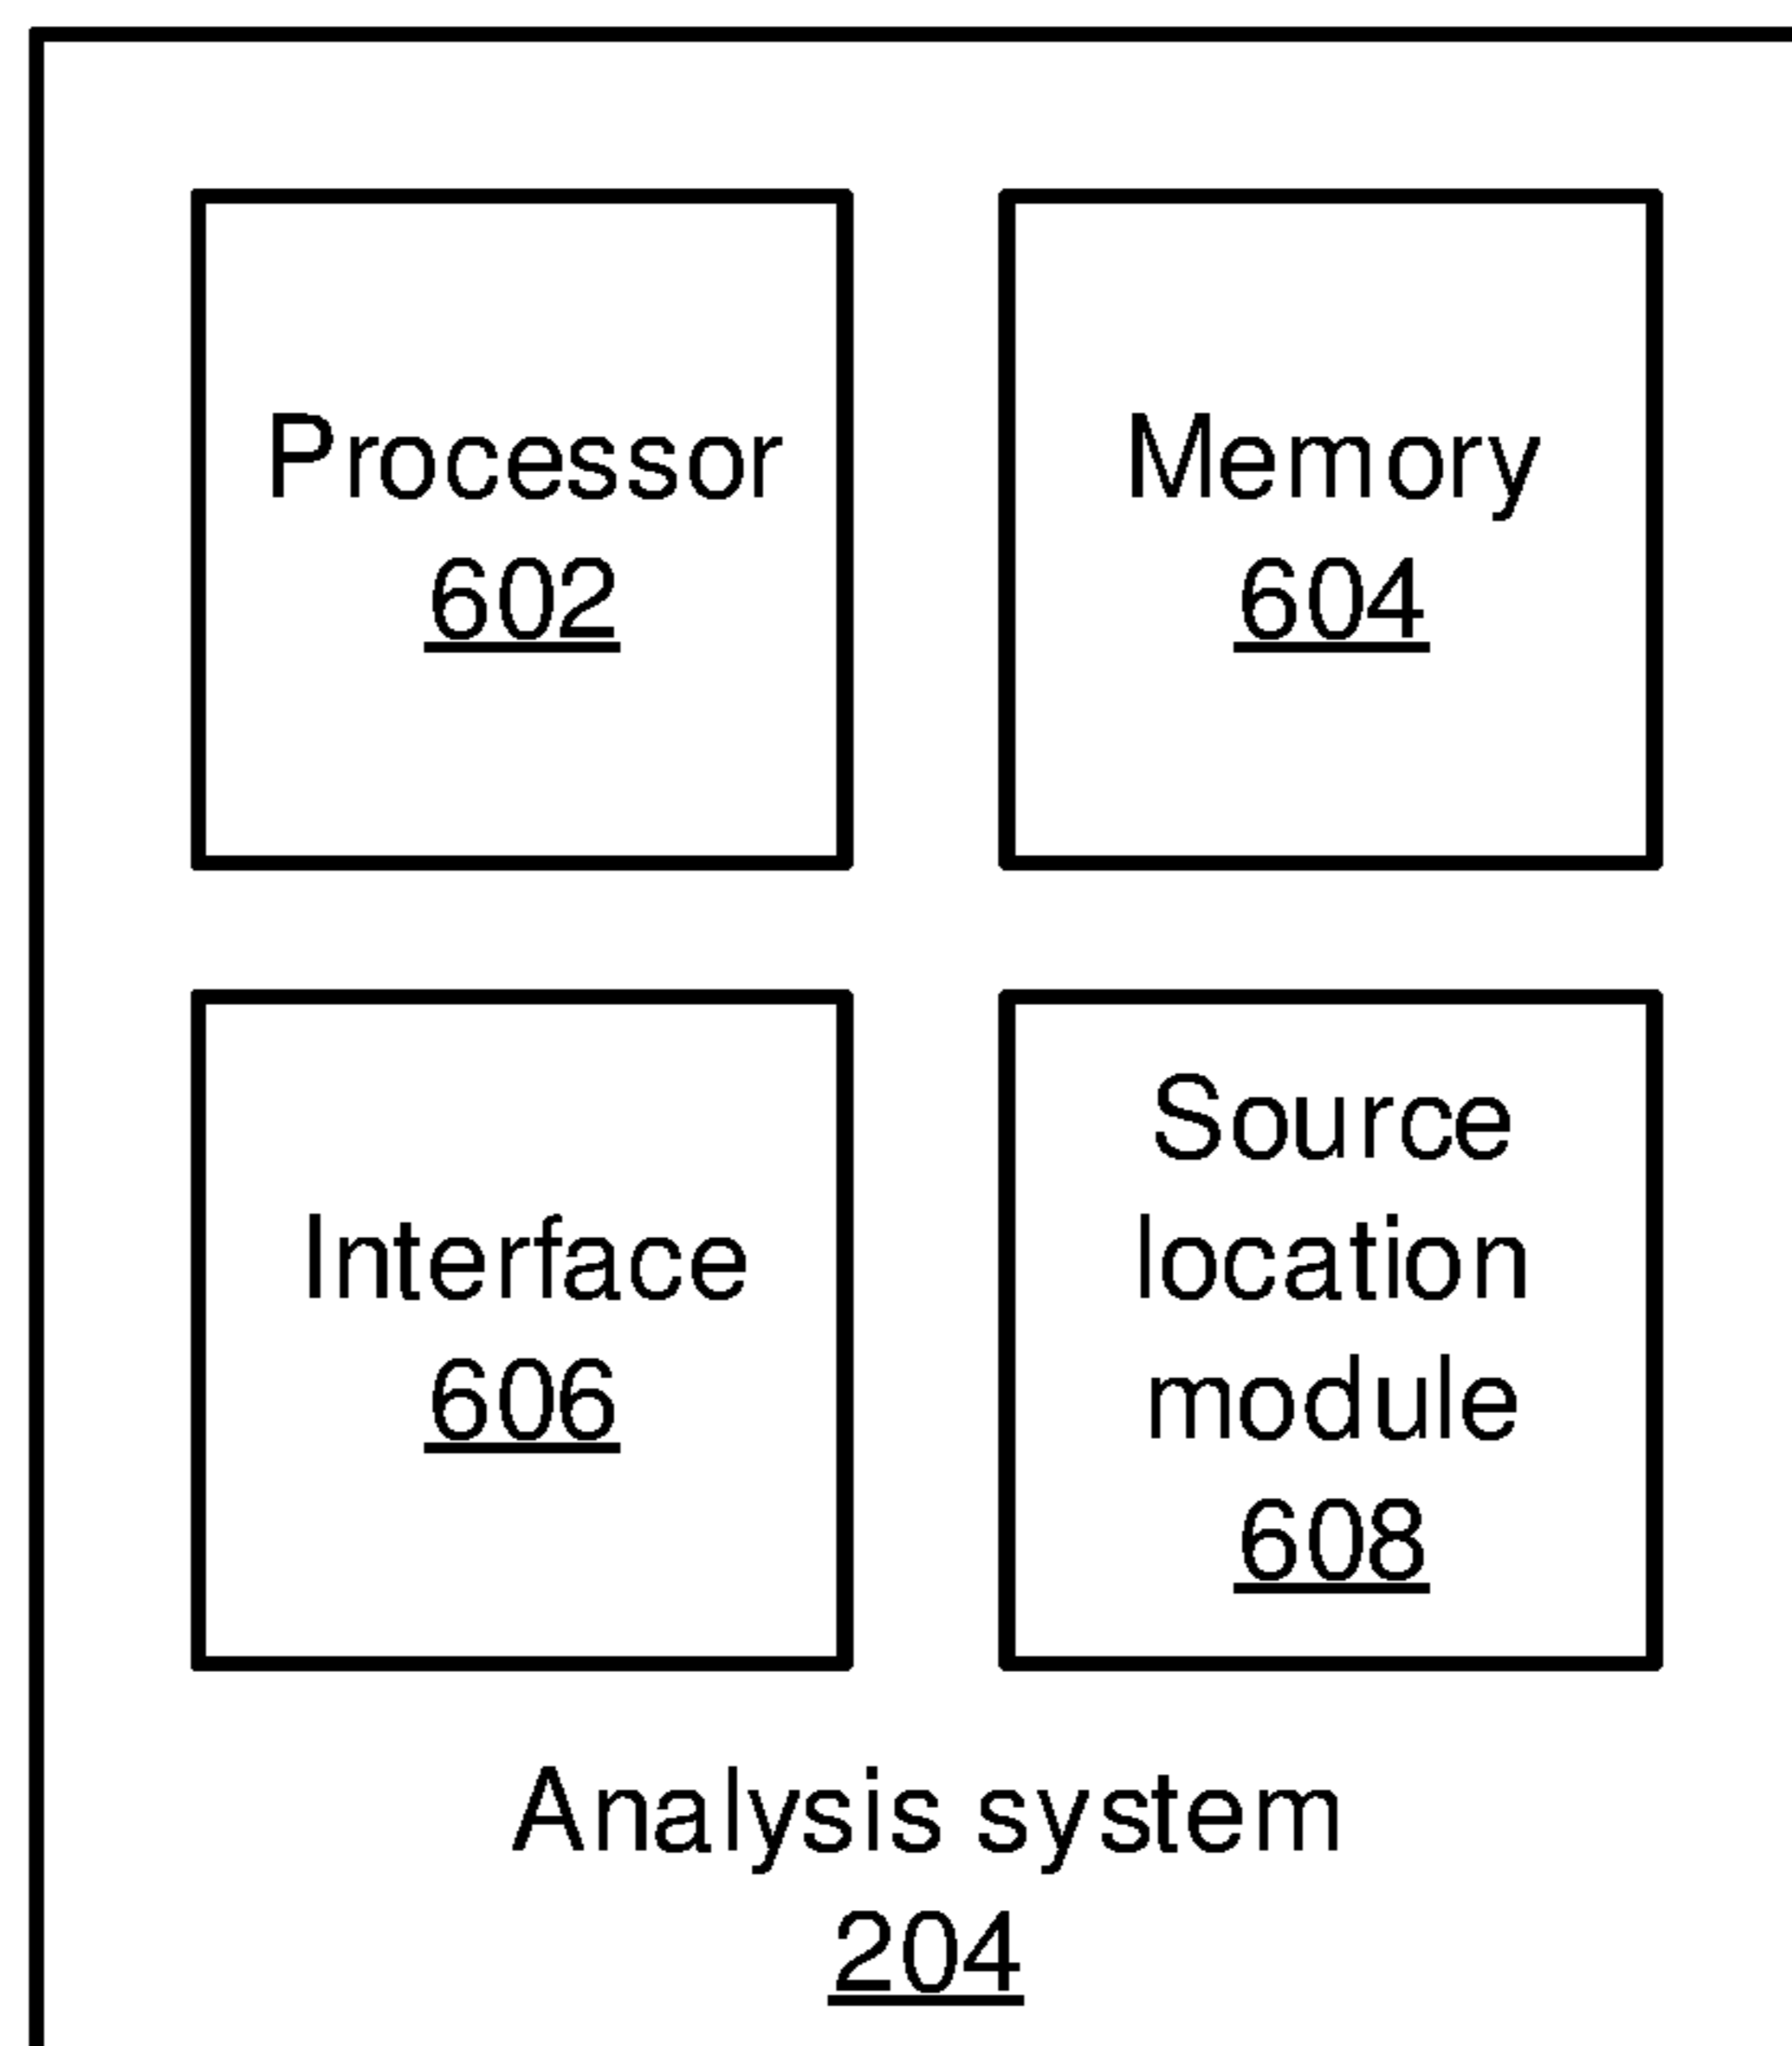 Processor
602
Memory
604
Interface
606
Source
location
module
608
Analysis system
204